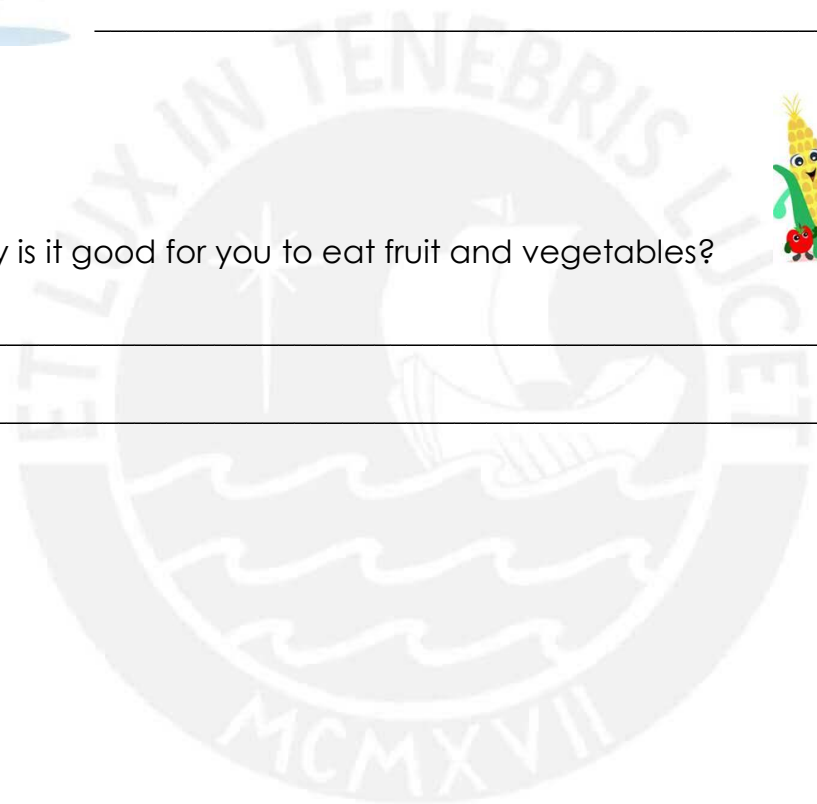 y is it good for you to eat fruit and vegetables?
ET LUX IN TENEBRIS LUCET
MCMXVII